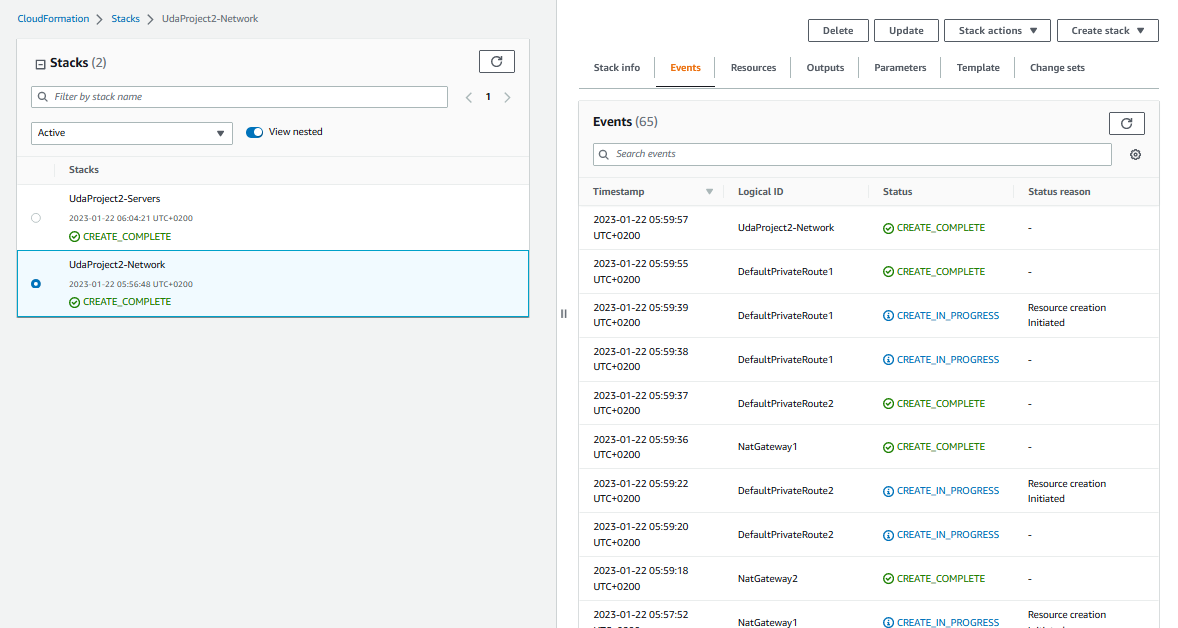 CloudFormation > Stacks > UdaProject2-Network
Stacks (2)
Filter by stack name
1
Active
View nested
Stacks
UdaProject2-Servers
2023-01-22 06:04:21 UTC+0200
CREATE_COMPLETE
UdaProject2-Network
2023-01-22 05:56:48 UTC+0200
CREATE_COMPLETE
Delete Update Stack actions Create stack
Stack info Events Resources Outputs Parameters Template Change sets
Events (65)
Search events
Timestamp Logical ID Status Status reason
2023-01-22 05:59:57
UTC+0200 UdaProject2-Network CREATE_COMPLETE -
2023-01-22 05:59:55
UTC+0200 DefaultPrivateRoute1 CREATE_COMPLETE -
2023-01-22 05:59:39
UTC+0200 DefaultPrivateRoute1 CREATE_IN_PROGRESS Resource creation
Initiated
2023-01-22 05:59:38
UTC+0200 DefaultPrivateRoute1 CREATE_IN_PROGRESS -
2023-01-22 05:59:37
UTC+0200 DefaultPrivateRoute2 CREATE_COMPLETE -
2023-01-22 05:59:36
UTC+0200 NatGateway1 CREATE_COMPLETE -
2023-01-22 05:59:22
UTC+0200 DefaultPrivateRoute2 CREATE_IN_PROGRESS Resource creation
Initiated
2023-01-22 05:59:20
UTC+0200 DefaultPrivateRoute2 CREATE_IN_PROGRESS -
2023-01-22 05:59:18
UTC+0200 NatGateway2 CREATE_COMPLETE -
2023-01-22 05:57:52
NatGateway1 CREATE_IN_PROGRESS Resource creation